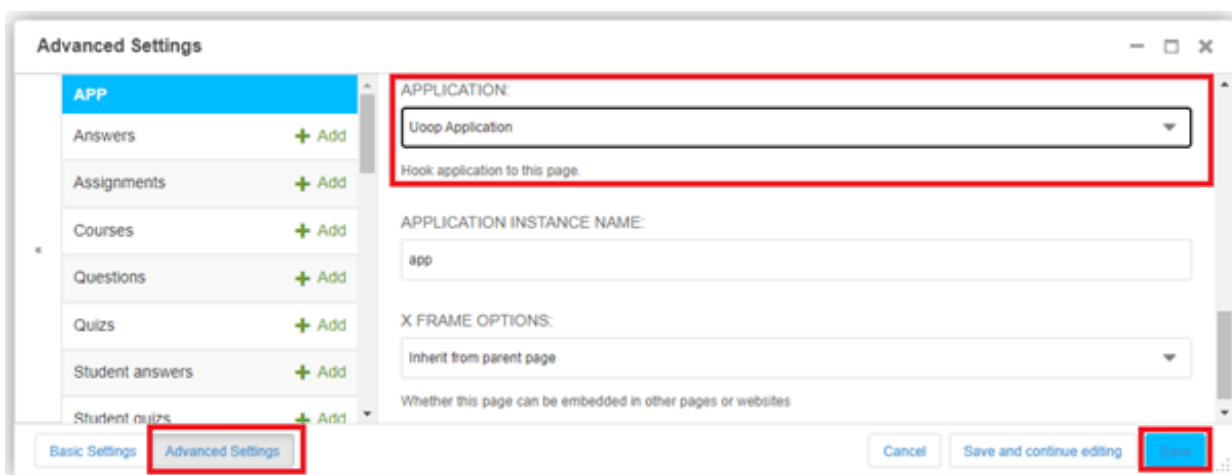 Advanced Settings
APP
Answers + Add
Assignments + Add
Courses + Add
Questions + Add
Quizs + Add
Student answers + Add
Student quizs + Add
«
APPLICATION:
Uoop Application
Hook application to this page.
APPLICATION INSTANCE NAME:
app
X FRAME OPTIONS:
Inherit from parent page
Whether this page can be embedded in other pages or websites
Basic Settings Advanced Settings Cancel Save and continue editing Save